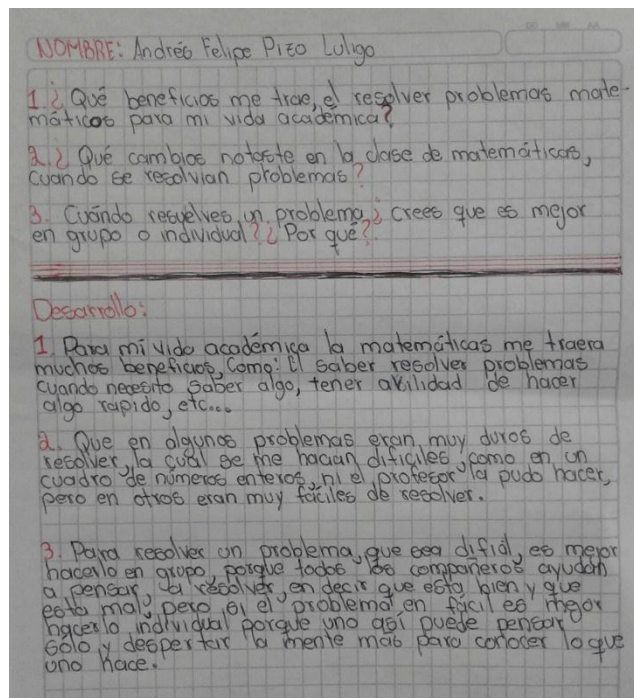 NOMBRE: Andrés Felipe Pizo Luligo
1. ¿ Qué beneficios me trae, el resolver problemas mate-
máticos para mi vida académica?
2. ¿ Qué cambios notaste en la clase de matemáticas,
cuando se resolvian problemas?
3. Cuándo resuelves, un problema, ¿ crees que es mejor
en grupo o individual? ¿ Por qué?
Desarrollo:
1. Para mi vida académica la matemáticas me traera
muchos beneficios, Como: El saber resolver problemas
cuando necesito saber algo, tener avilidad de hacer
algo rapido, etc...
2. Que en algunos problemas eran, muy duros de
resolver, la cuál se me hacian dificiles, como en un
cuadro de números enteros, ni el profesor la pudo hacer,
pero en otros eran muy fáciles de resolver.
3. Para resolver un problema, que sea difial, es mejor
hacerlo en grupo, porque todos los compañeros ayudan
a pensar, a resolver, en decir que esta bien y que
esta mal, pero si el problema en fácil es mejor
hacerlo individual porque uno así puede pensar
solo y despertar la mente mas para conocer lo que
uno hace.